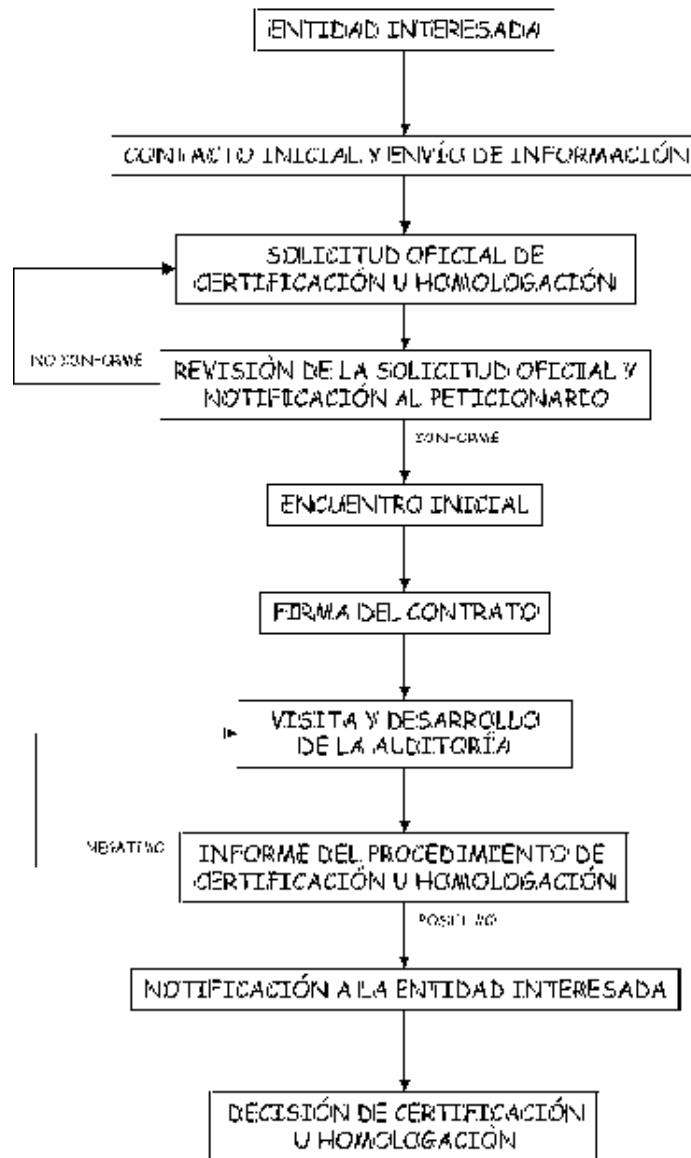 ENTIDAD INTERESADA
CONTACTO INICIAL Y ENVÍO DE INFORMACIÓN
SOLICITUD OFICIAL DE
CERTIFICACIÓN U HOMOLOGACIÓN
NO CONFORME
REVISIÓN DE LA SOLICITUD OFICIAL Y
NOTIFICACIÓN AL PETICIONARIO
CONFORME
ENCUENTRO INICIAL
FIRMA DEL CONTRATO
VISITA Y DESARROLLO
DE LA AUDITORÍA
NEGATIVO
INFORME DEL PROCEDIMIENTO DE
CERTIFICACIÓN U HOMOLOGACIÓN
POSITIVO
NOTIFICACIÓN A LA ENTIDAD INTERESADA
DECISIÓN DE CERTIFICACIÓN
U HOMOLOGACIÓN